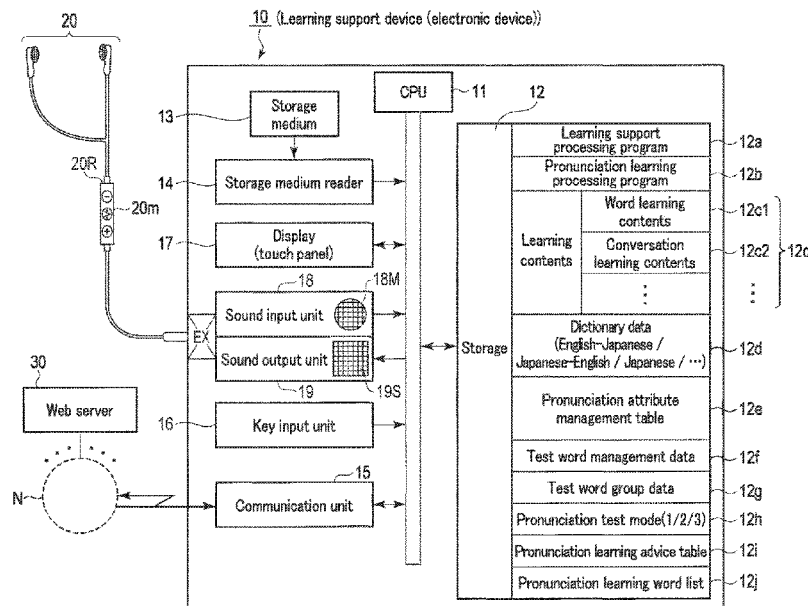 10 (Learning support device (electronic device))
20
CPU
11
12
13
Storage
medium
Learning support
processing program
12a
20R
14
Storage medium reader
Pronunciation learning
processing program
12b
20m
17
Display
(touch panel)
Learning
contents
Word learning
contents
12c1
Conversation
learning contents
12c2
12c
18
18M
EX
Sound input unit
Sound output unit
19
19S
Storage
Dictionary data
(English-Japanese /
Japanese-English / Japanese / ···)
12d
30
Web server
16
Key input unit
Pronunciation attribute
management table
12e
Test word management data
12f
15
N
Communication unit
Test word group data
12g
Pronunciation test mode(1/2/3)
12h
Pronunciation learning advice table
12i
Pronunciation learning word list
12j